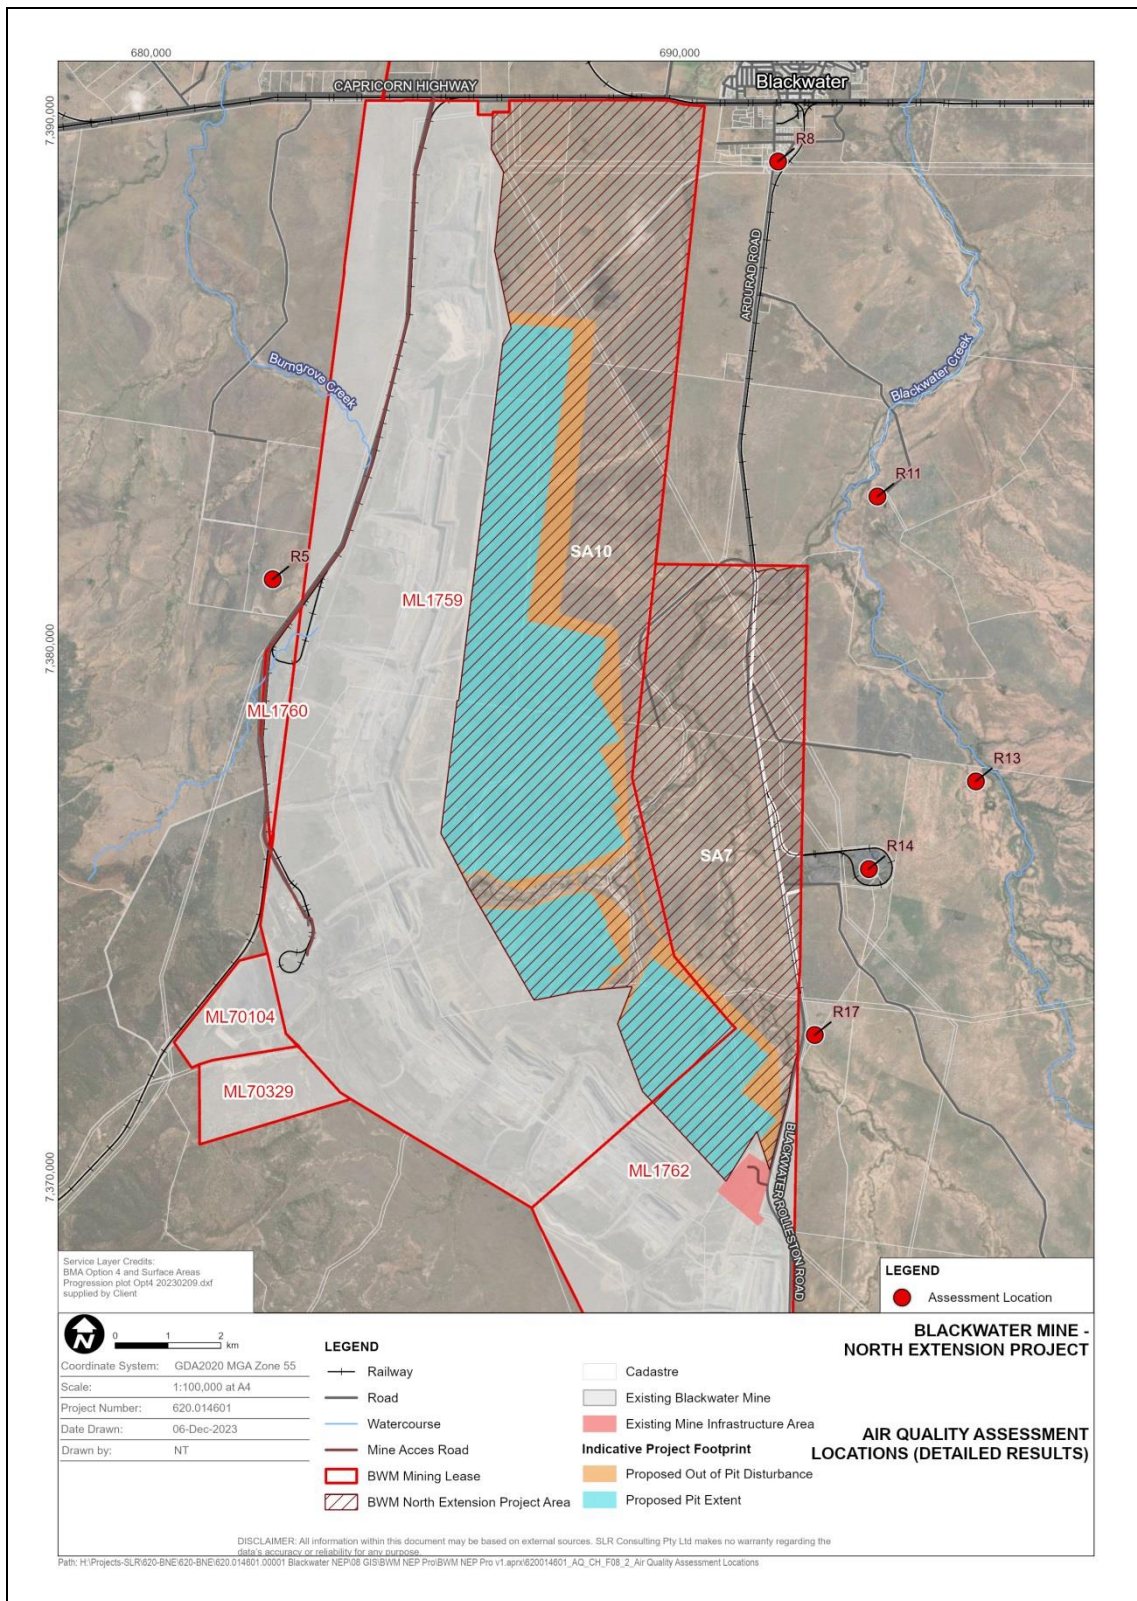 680,000
690,000
CAPRICORN HIGHWAY
Blackwater
7,390,000
R8
ARDURAD ROAD
Burngrove Creek
Blackwater Creek
R11
SA10
R5
ML1759
7,380,000
ML1760
R13
SA7
R14
ML70104
R17
ML70329
ML1762
7,370,000
BLACKWATER ROLLESTON ROAD
Service Layer Credits:
BMA Option 4 and Surface Areas
Progression plot Opt4 20230209.dxf
supplied by Client
LEGEND
Assessment Location
N
0 1 2
km
Coordinate System: GDA2020 MGA Zone 55
Scale: 1:100,000 at A4
Project Number: 620.014601
Date Drawn: 06-Dec-2023
Drawn by: NT
LEGEND
Railway
Road
Watercourse
Mine Acces Road
BWM Mining Lease
BWM North Extension Project Area
Cadastre
Existing Blackwater Mine
Existing Mine Infrastructure Area
Indicative Project Footprint
Proposed Out of Pit Disturbance
Proposed Pit Extent
BLACKWATER MINE -
NORTH EXTENSION PROJECT
AIR QUALITY ASSESSMENT
LOCATIONS (DETAILED RESULTS)
DISCLAIMER: All information within this document may be based on external sources. SLR Consulting Pty Ltd makes no warranty regarding the
data's accuracy or reliability for any purpose.
Path: H:\Projects-SLR\620-BNE\620-BNE\620.014601.00001 Blackwater NEP\08 GIS\BWM NEP Pro\BWM NEP Pro v1.aprx\620014601_AQ_CH_F08_2_Air Quality Assessment Locations